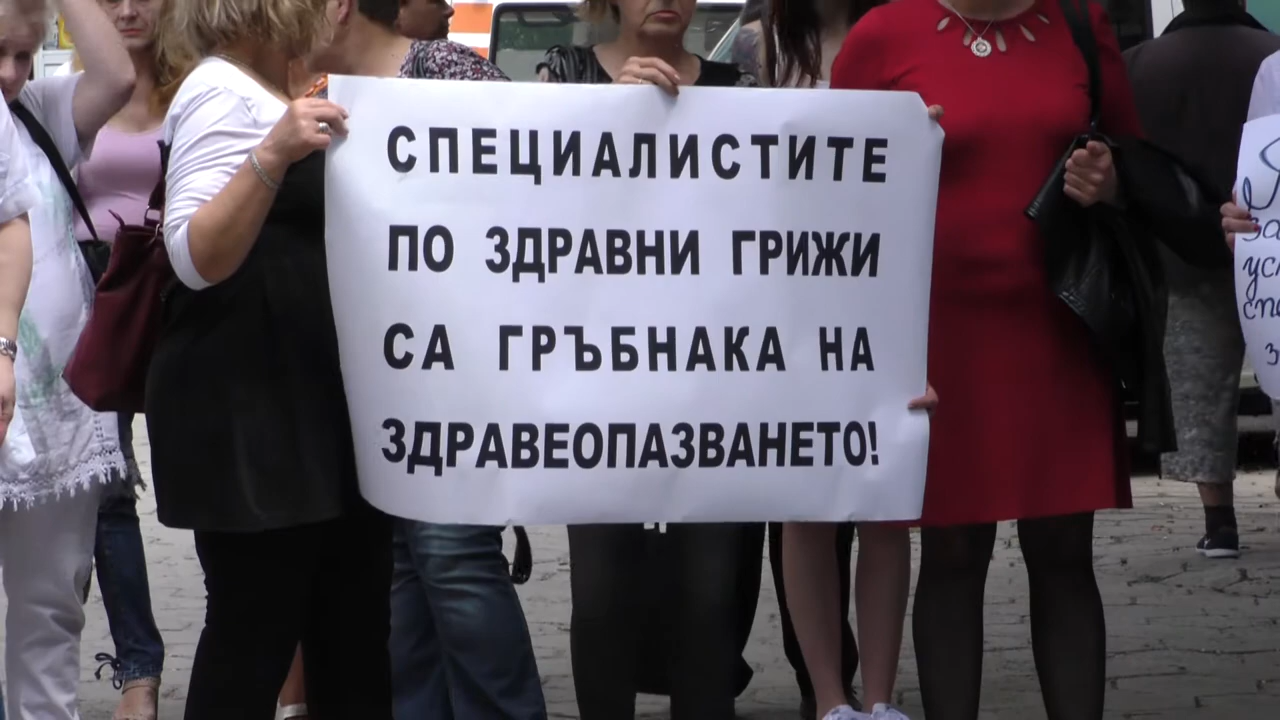 СПЕЦИАЛИСТИТЕ
ПО ЗДРАВНИ ГРИЖИ
СА ГРЪБНАКА НА
ЗДРАВЕОПАЗВАНЕТО!